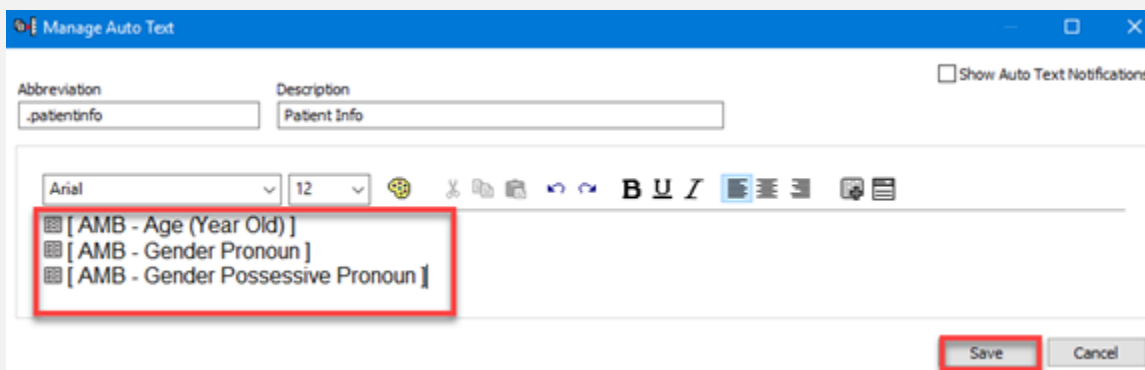 Manage Auto Text
Show Auto Text Notifications
Abbreviation Description
.patientinfo Patient Info
Arial 12 B U I
[ AMB - Age (Year Old) ]
[ AMB - Gender Pronoun ]
[ AMB - Gender Possessive Pronoun ]
Save Cancel